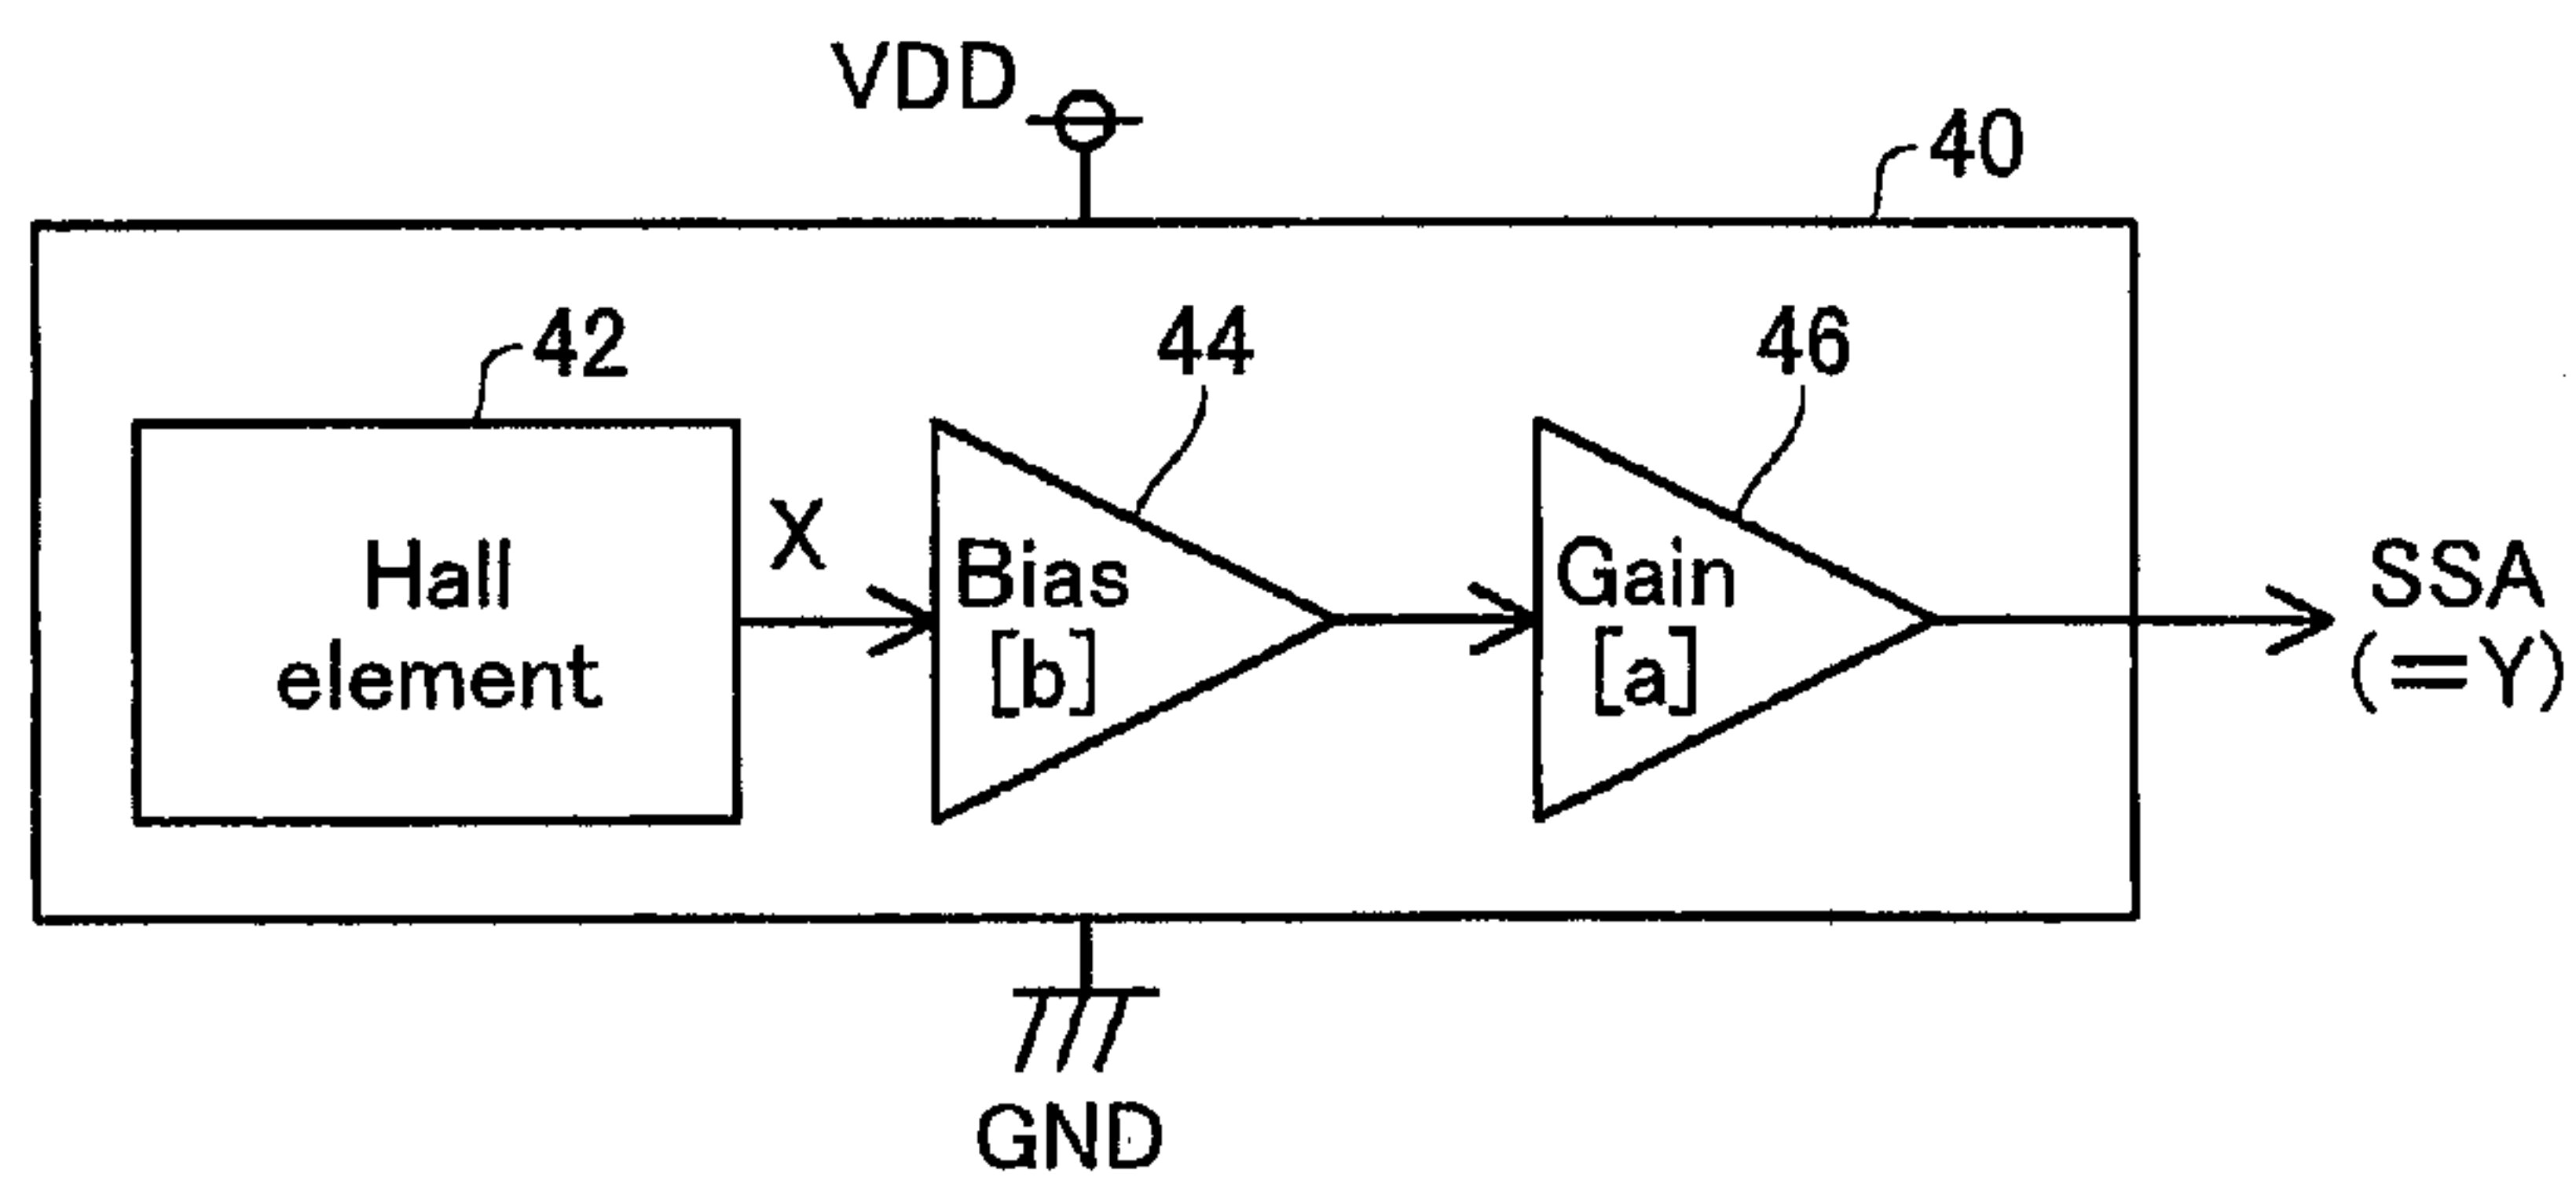 VDD
40
42
44
46
Hall
element
X
Bias
[b]
Gain
[a]
SSA
(=Y)
GND